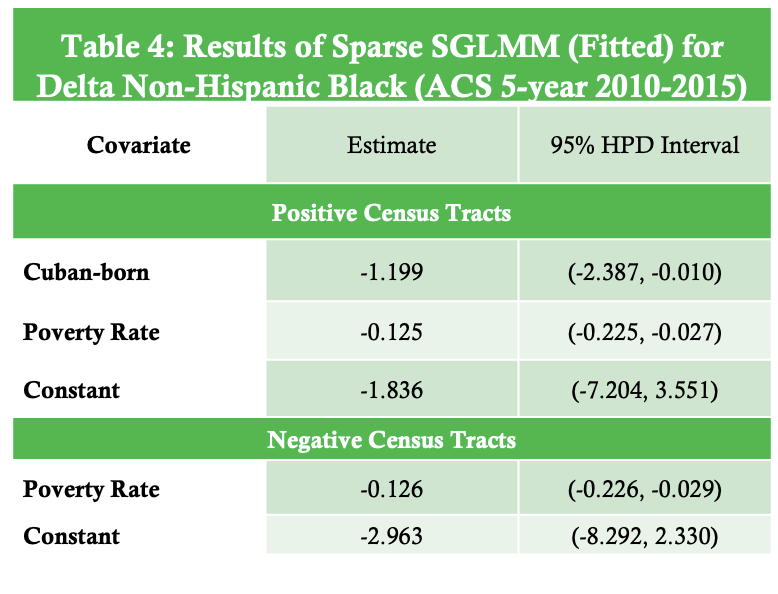 Table 4: Results of Sparse SGLMM (Fitted) for
Delta Non-Hispanic Black (ACS 5-year 2010-2015)
Covariate Estimate 95% HPD Interval
Positive Census Tracts
Cuban-born -1.199 (-2.387, -0.010)
Poverty Rate -0.125 (-0.225, -0.027)
Constant -1.836 (-7.204, 3.551)
Negative Census Tracts
Poverty Rate -0.126 (-0.226, -0.029)
Constant -2.963 (-8.292, 2.330)